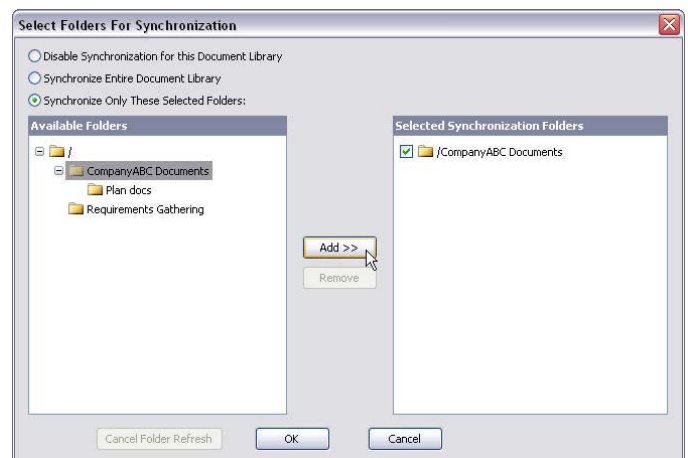 Select Folders For Synchronization
Disable Synchronization for this Document Library
Synchronize Entire Document Library
Synchronize Only These Selected Folders:
Available Folders
/
CompanyABC Documents
Plan docs
Requirements Gathering
Add >>
Remove
Selected Synchronization Folders
/CompanyABC Documents
Cancel Folder Refresh
OK
Cancel